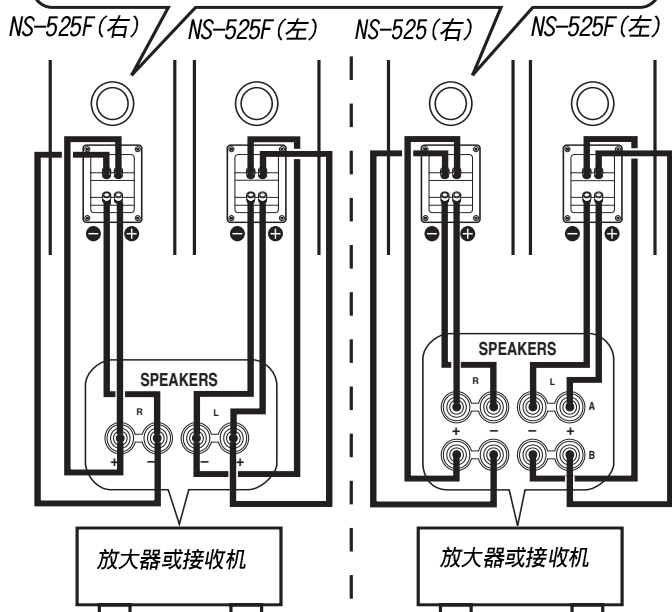 NS-525F(右)
NS-525F(左)
NS-525(右)
NS-525F(左)
− +
− +
− +
− +
SPEAKERS
R L
+ − − +
放大器或接收机
SPEAKERS
R L
A
+ − − +
B
放大器或接收机